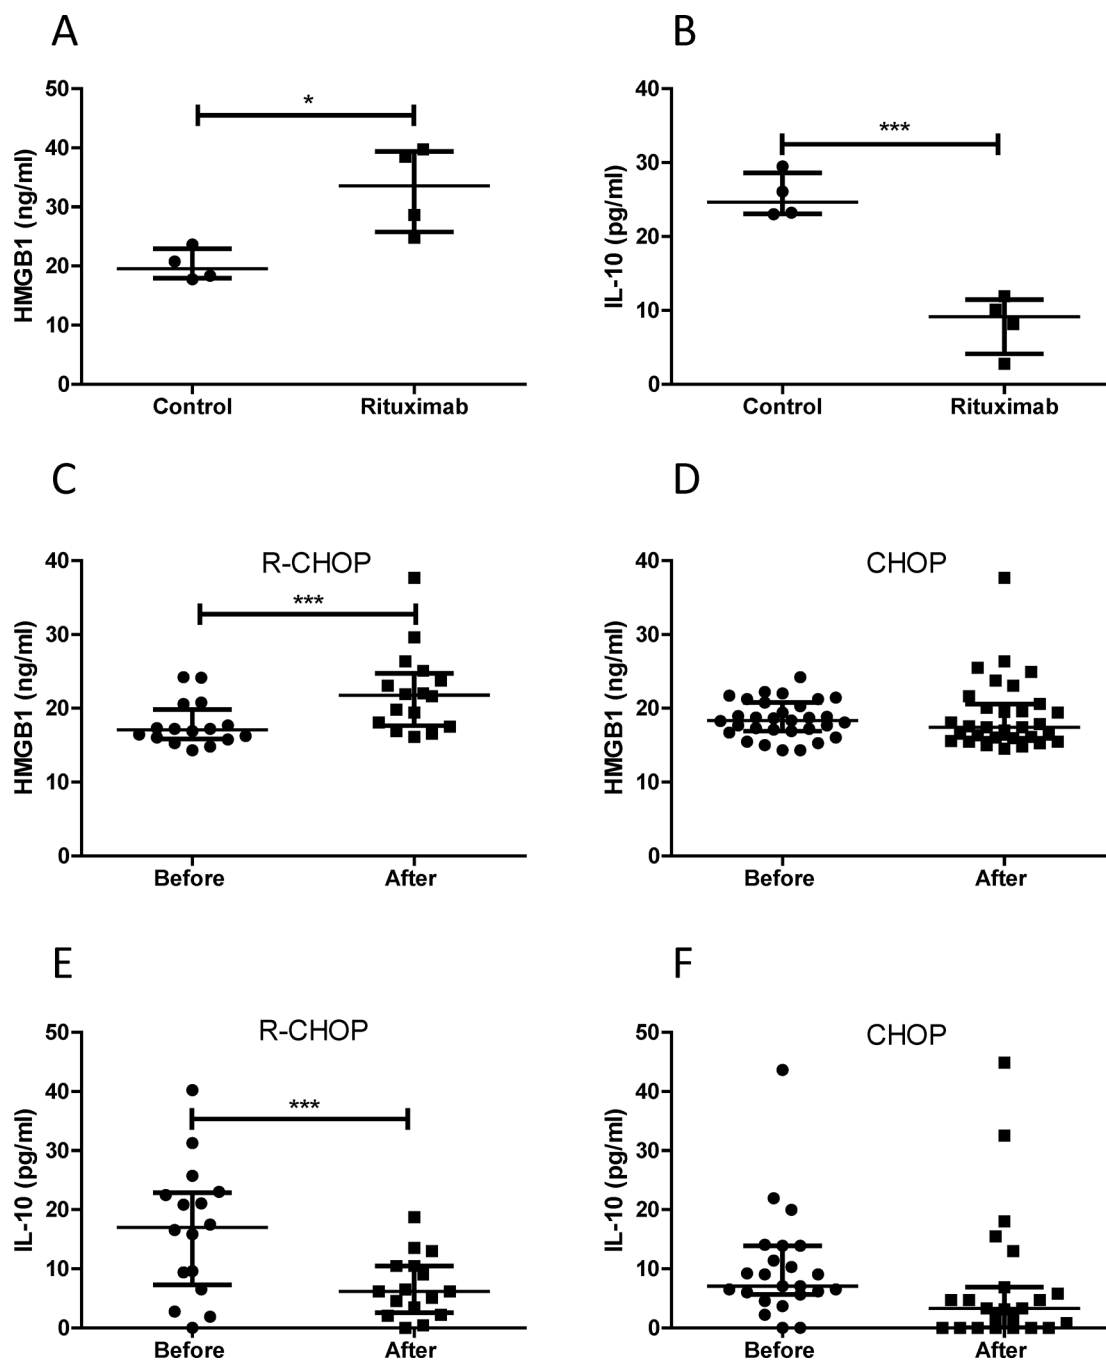 A
HMGB1 (ng/ml)
50
40
30
20
10
0
*
Control
Rituximab
B
IL-10 (pg/ml)
40
30
20
10
0
***
Control
Rituximab
C
R-CHOP
HMGB1 (ng/ml)
40
30
20
10
0
***
Before
After
D
CHOP
HMGB1 (ng/ml)
40
30
20
10
0
Before
After
E
R-CHOP
IL-10 (pg/ml)
50
40
30
20
10
0
***
Before
After
F
CHOP
IL-10 (pg/ml)
50
40
30
20
10
0
Before
After